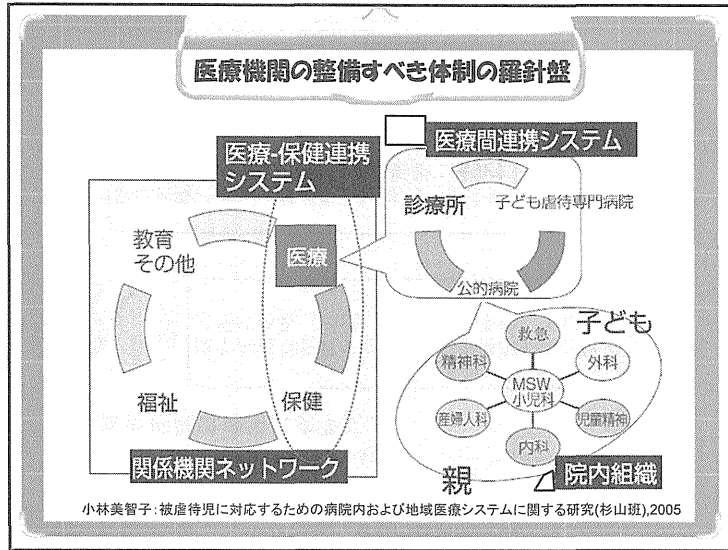 医療機関の整備すべき体制の羅針盤
医療-保健連携
システム
医療間連携システム
教育
その他
医療
福祉
保健
関係機関ネットワーク
診療所
子ども虐待専門病院
公的病院
子ども
救急
精神科
外科
MSW
小児科
産婦人科
児童精神
内科
親
院内組織
小林美智子:被虐待児に対応するための病院内および地域医療システムに関する研究(杉山班),2005